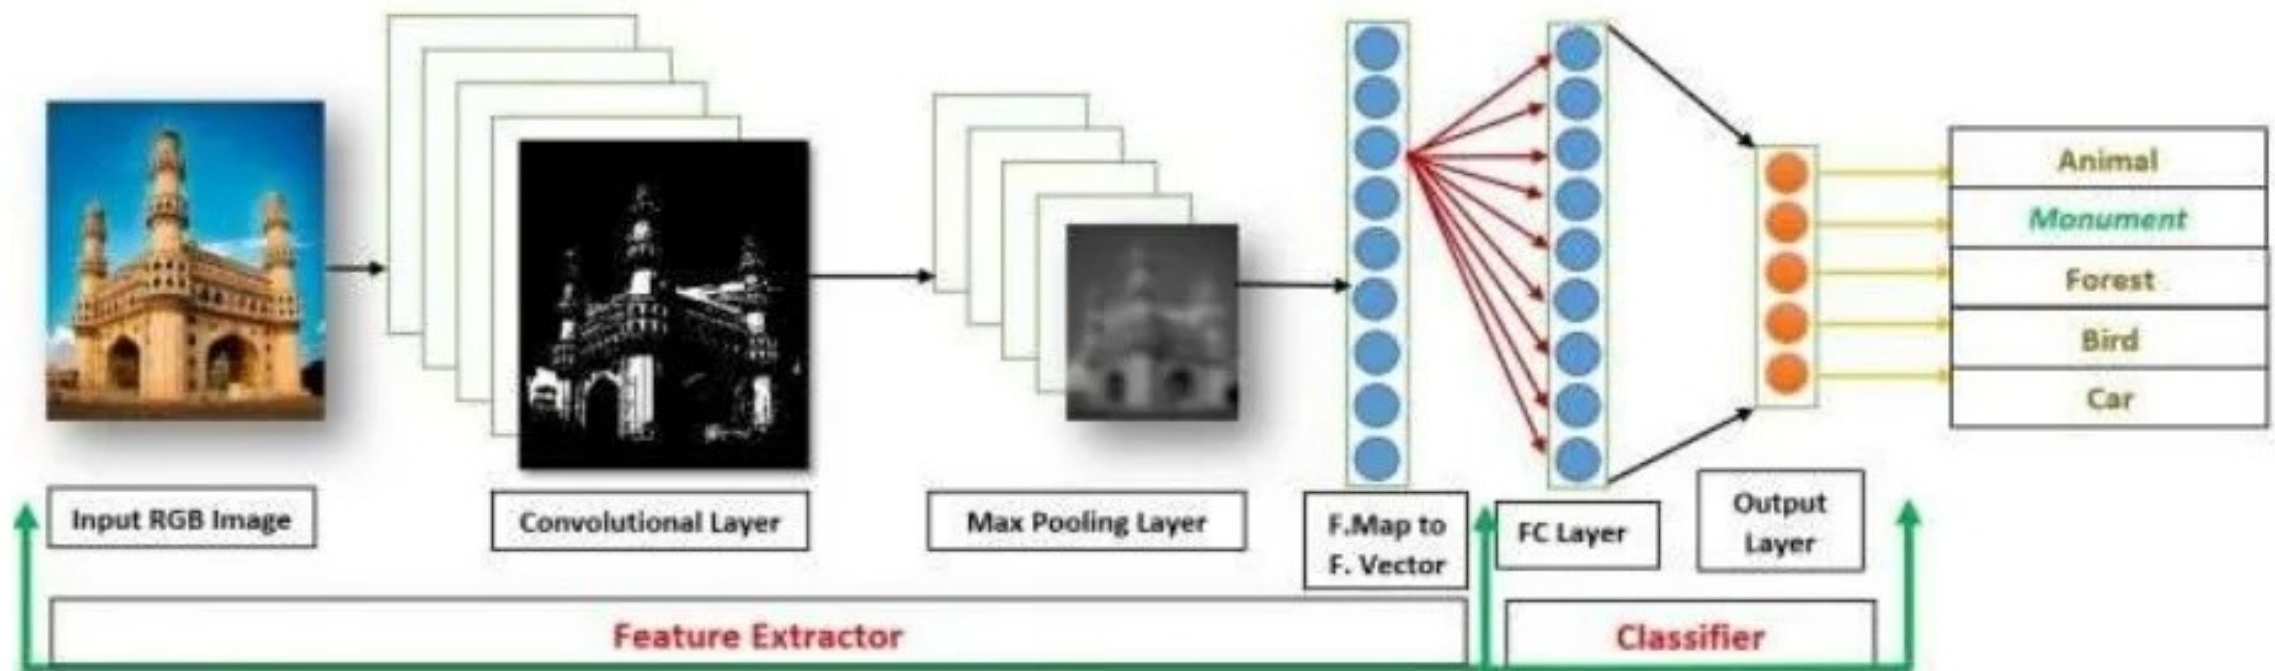 Animal
Monument
Forest
Bird
Car
Input RGB Image
Convolutional Layer
Max Pooling Layer
F.Map to
F. Vector
FC Layer
Output
Layer
Feature Extractor
Classifier